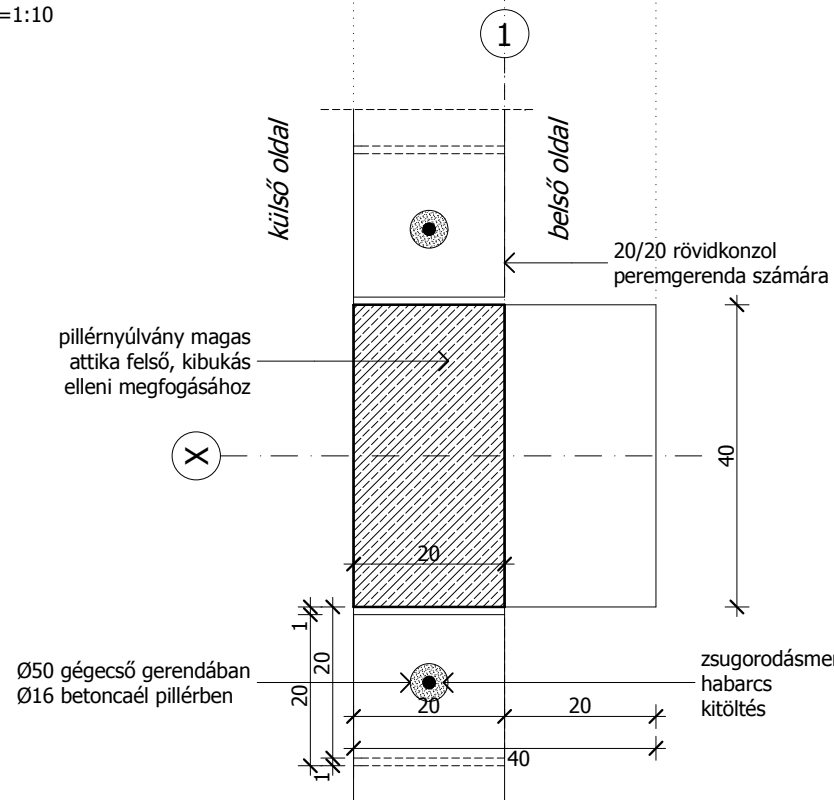 =1:10
1
külső oldal
belső oldal
20/20 rövidkonzol
peremgerenda számára
pillérnyúlvány magas
attika felső, kibukás
elleni megfogásához
X
40
20
1
20
20
1
Ø50 gégecső gerendában
Ø16 betoncaél pillérben
habarcs
kitöltés
20
20
40